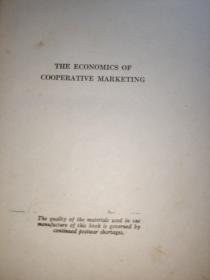 THE ECONOMICS OF
COOPERATIVE MARKETING
The quality of the materials used in the
manufacture of this book is governed by
continued postwar shortages.